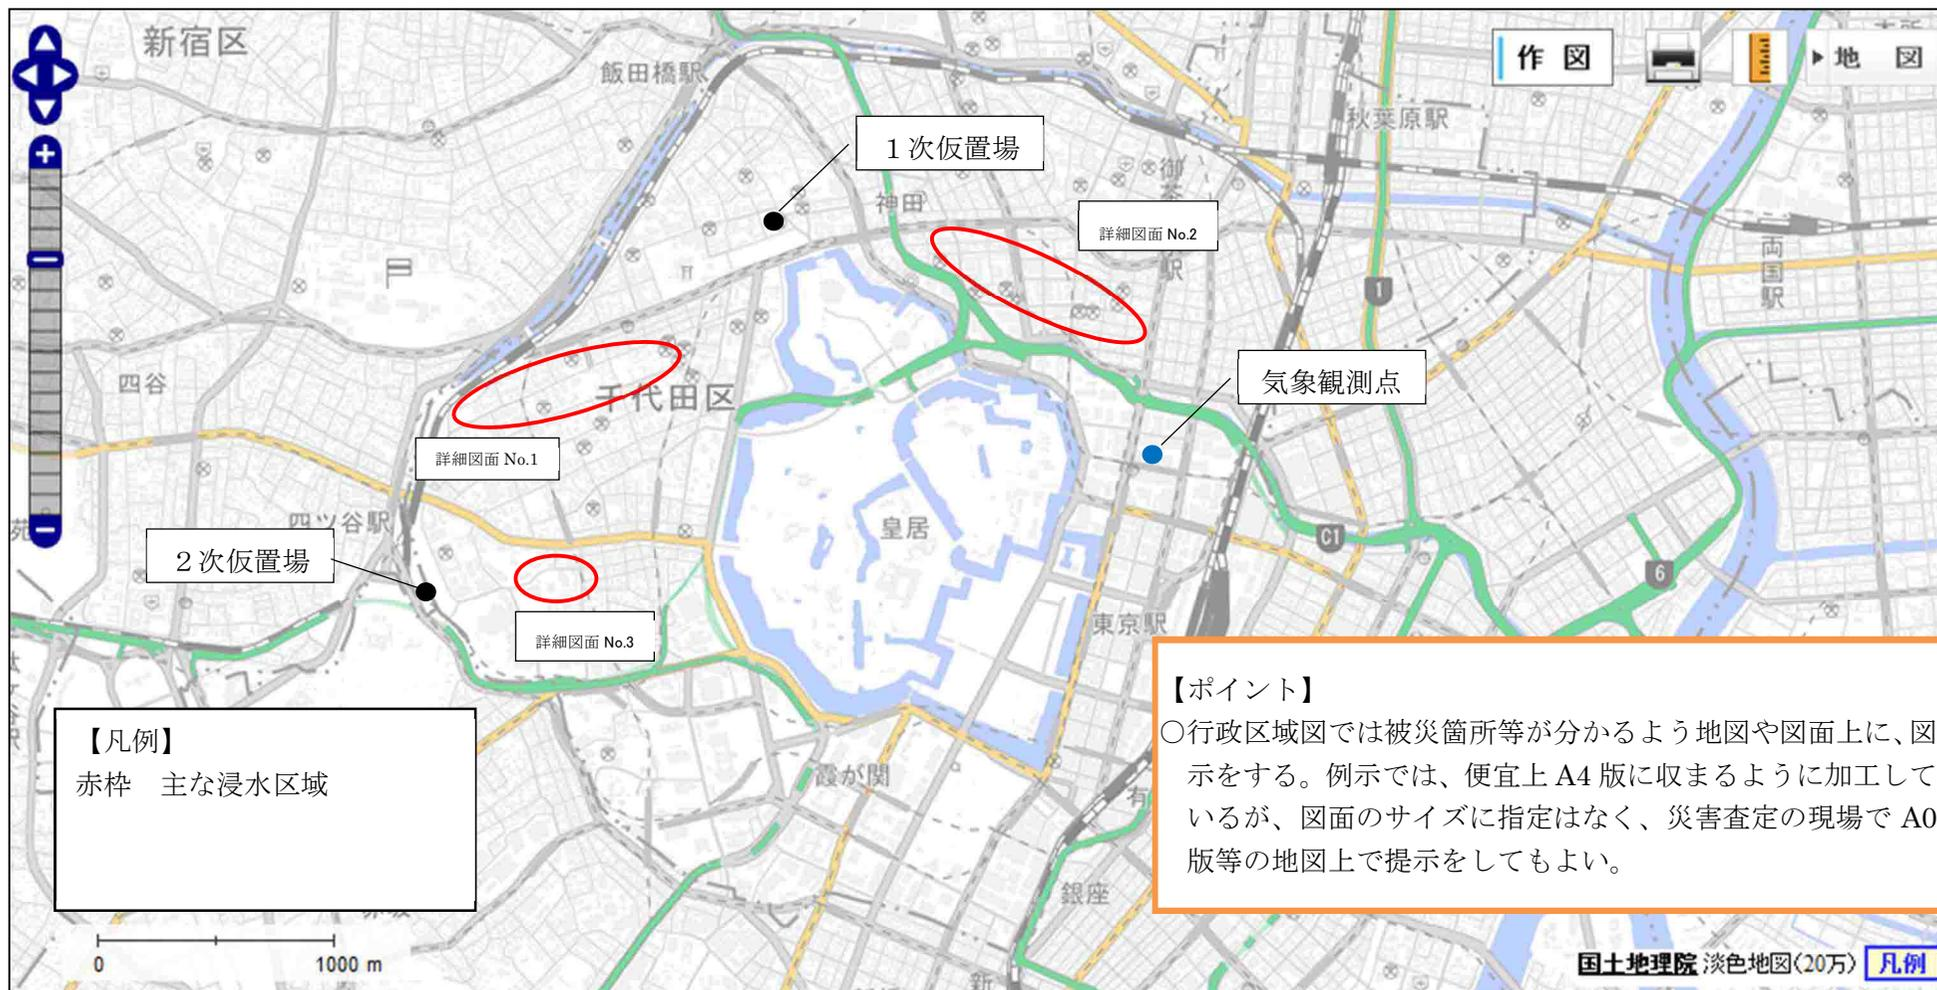 新宿区
飯田橋駅
作 図
▶地 図
秋葉原駅
1次仮置場
神田
御茶
駅
詳細図面 No.2
両国駅
1
四谷
千代田区
気象観測点
詳細図面 No.1
四ツ谷駅
皇居
C1
6
2次仮置場
東京駅
詳細図面 No.3
【凡例】
赤枠 主な浸水区域
霞が関
有
銀座
【ポイント】
○行政区域図では被災箇所等が分かるよう地図や図面上に、図
示をする。例示では、便宜上 A4 版に収まるように加工して
いるが、図面のサイズに指定はなく、災害査定の現場で A0
版等の地図上で提示をしてもよい。
0 1000 m
新
国土地理院 淡色地図(20万) 凡例